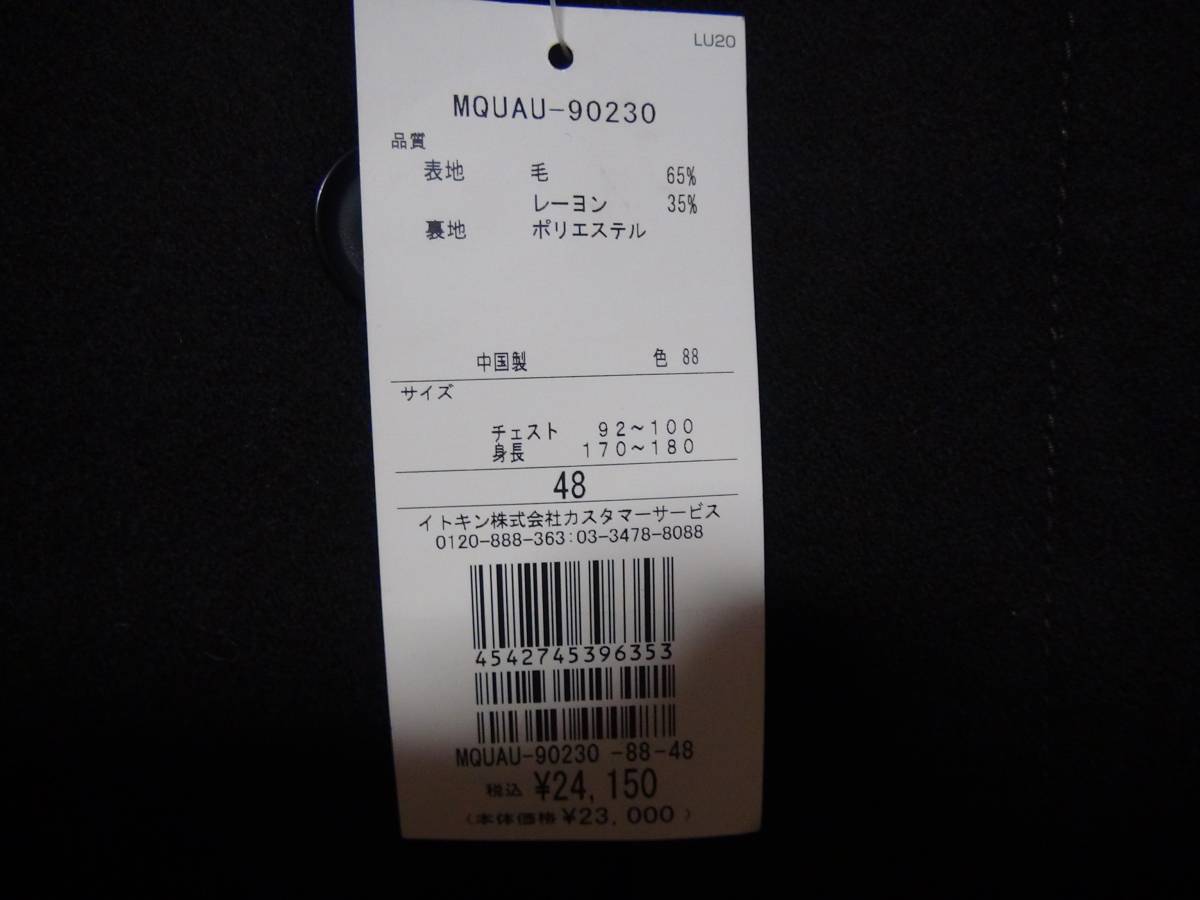 LU20
MQUAU-90230
品質
表地 毛 65%
レーヨン 35%
裏地 ポリエステル
中国製 色 88
サイズ
チェスト 92~100
身長 170~180
48
イトキン株式会社カスタマーサービス
0120-888-363:03-3478-8088
4542745396353
MQUAU-90230 -88-48
税込 ¥24,150
(本体価格¥23,000)